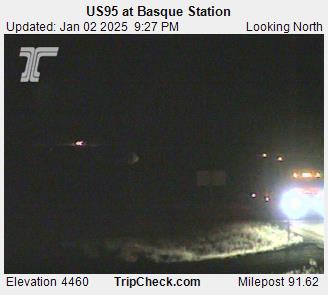 US95 at Basque Station
Updated: Jan 02 2025 9:27 PM Looking North
Elevation 4460 TripCheck.com Milepost 91.62